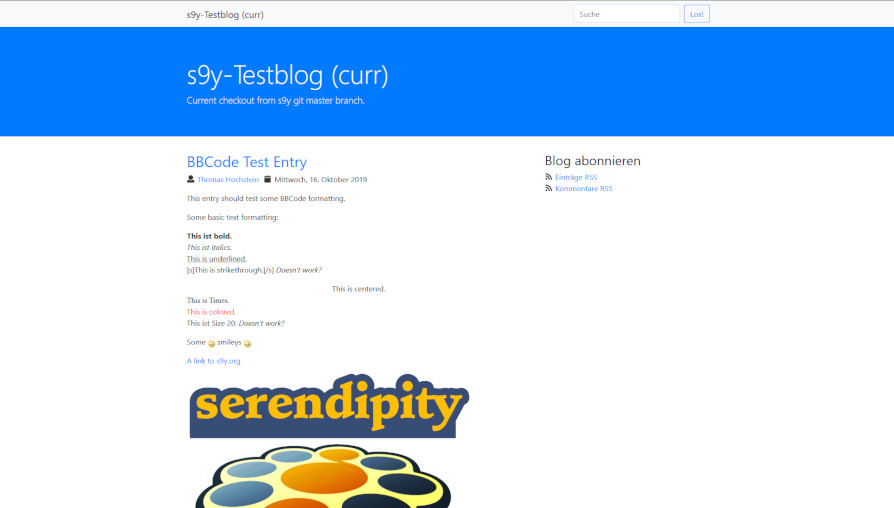 s9y-Testblog (curr)
Suche
Los!
s9y-Testblog (curr)
Current checkout from s9y git master branch.
BBCode Test Entry
Thomas Hochstein Mittwoch, 16. Oktober 2019
This entry should test some BBCode formatting.
Some basic text formatting:
This ist bold.
This ist italics.
This is underlined.
[s]This is strikethrough.[/s] Doesn't work?
This is centered.
This is Times.
This is colored.
This ist Size 20. Doesn't work?
Some smileys
A link to s9y.org
serendipity
Blog abonnieren
Einträge RSS
Kommentare RSS